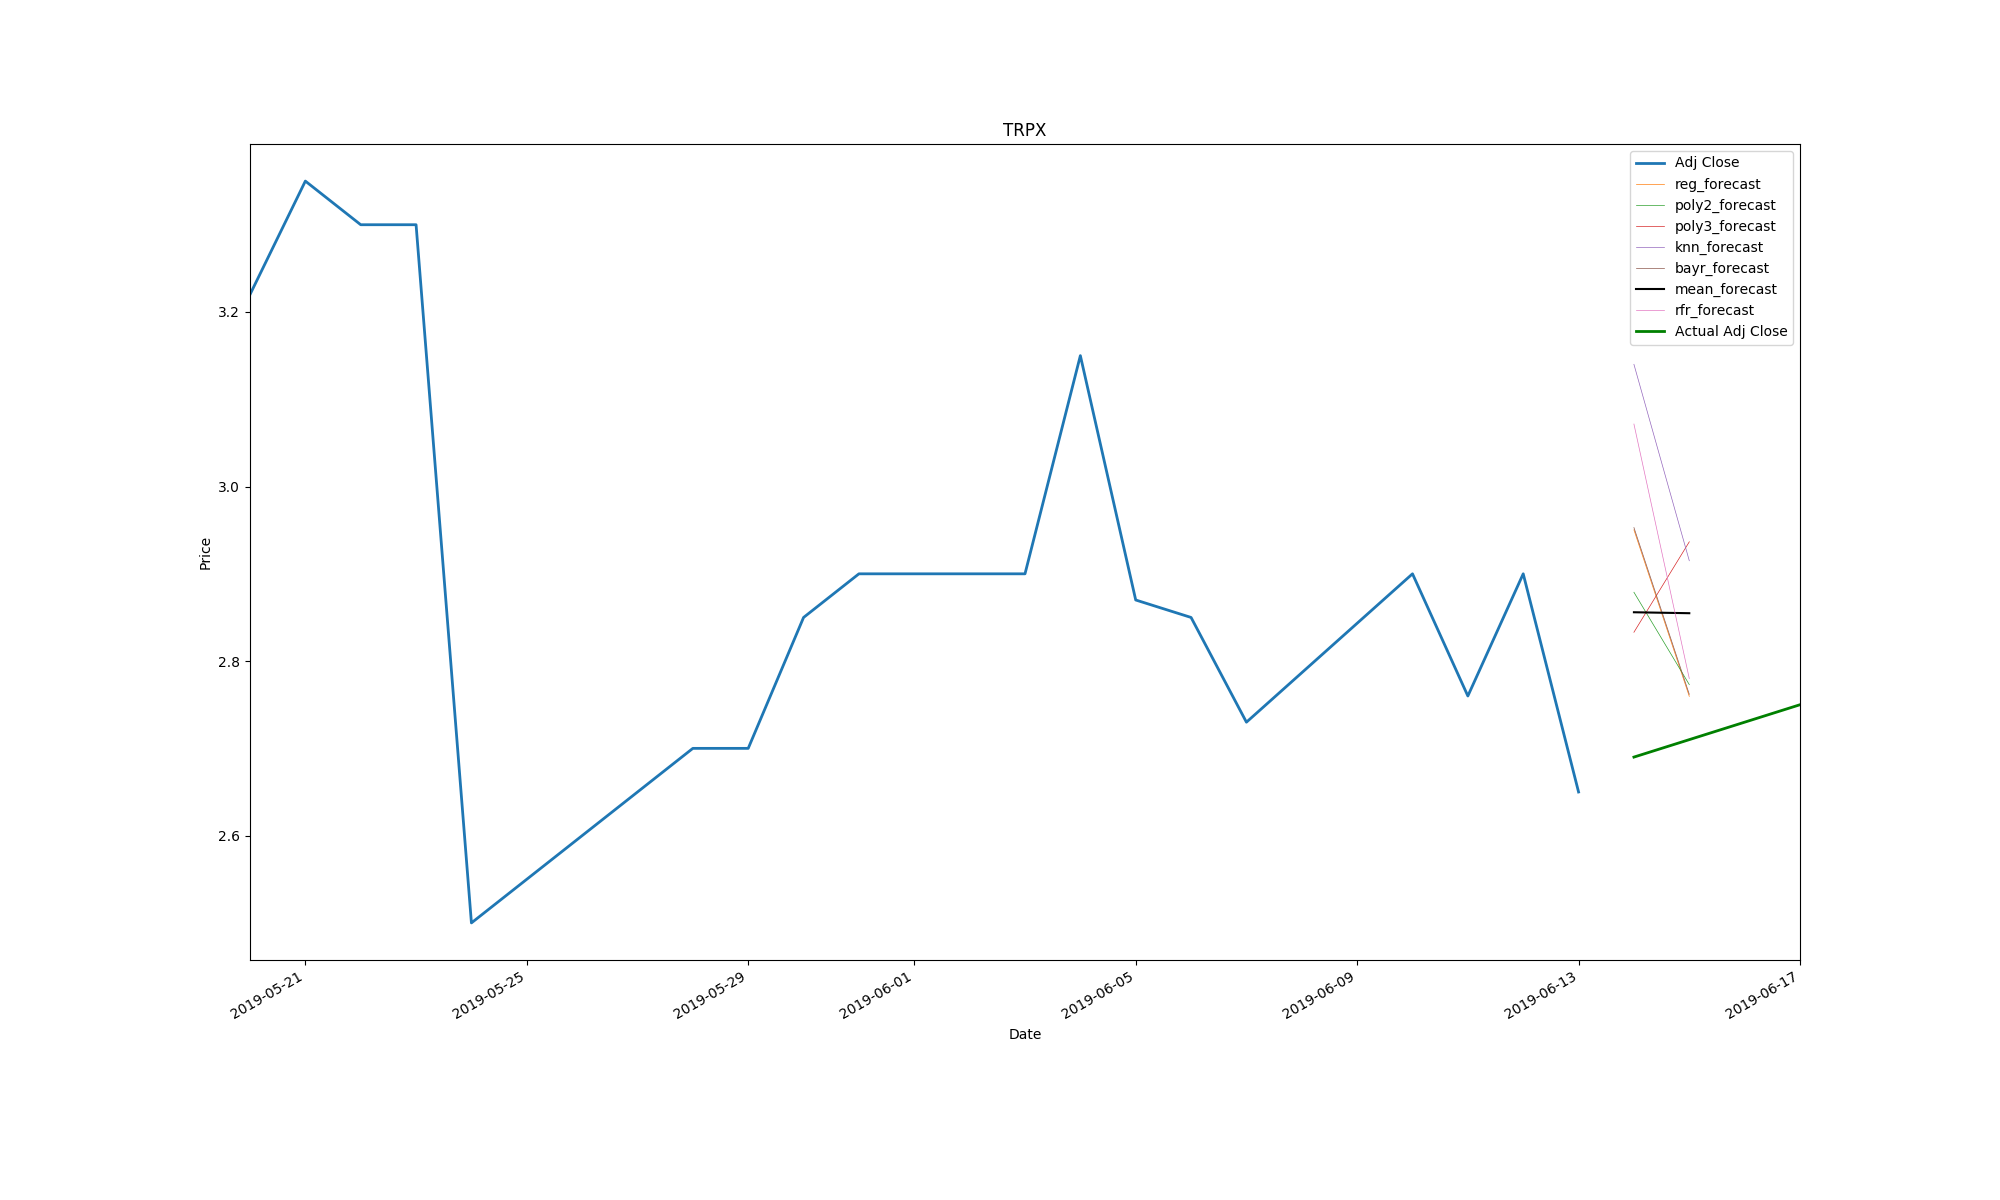 TRPX
Adj Close
reg_forecast
poly2_forecast
poly3_forecast
knn_forecast
bayr_forecast
mean_forecast
rfr_forecast
Actual Adj Close
3.2
3.0
2.8
2.6
Price
2019-05-21
2019-05-25
2019-05-29
2019-06-01
2019-06-05
2019-06-09
2019-06-13
2019-06-17
Date